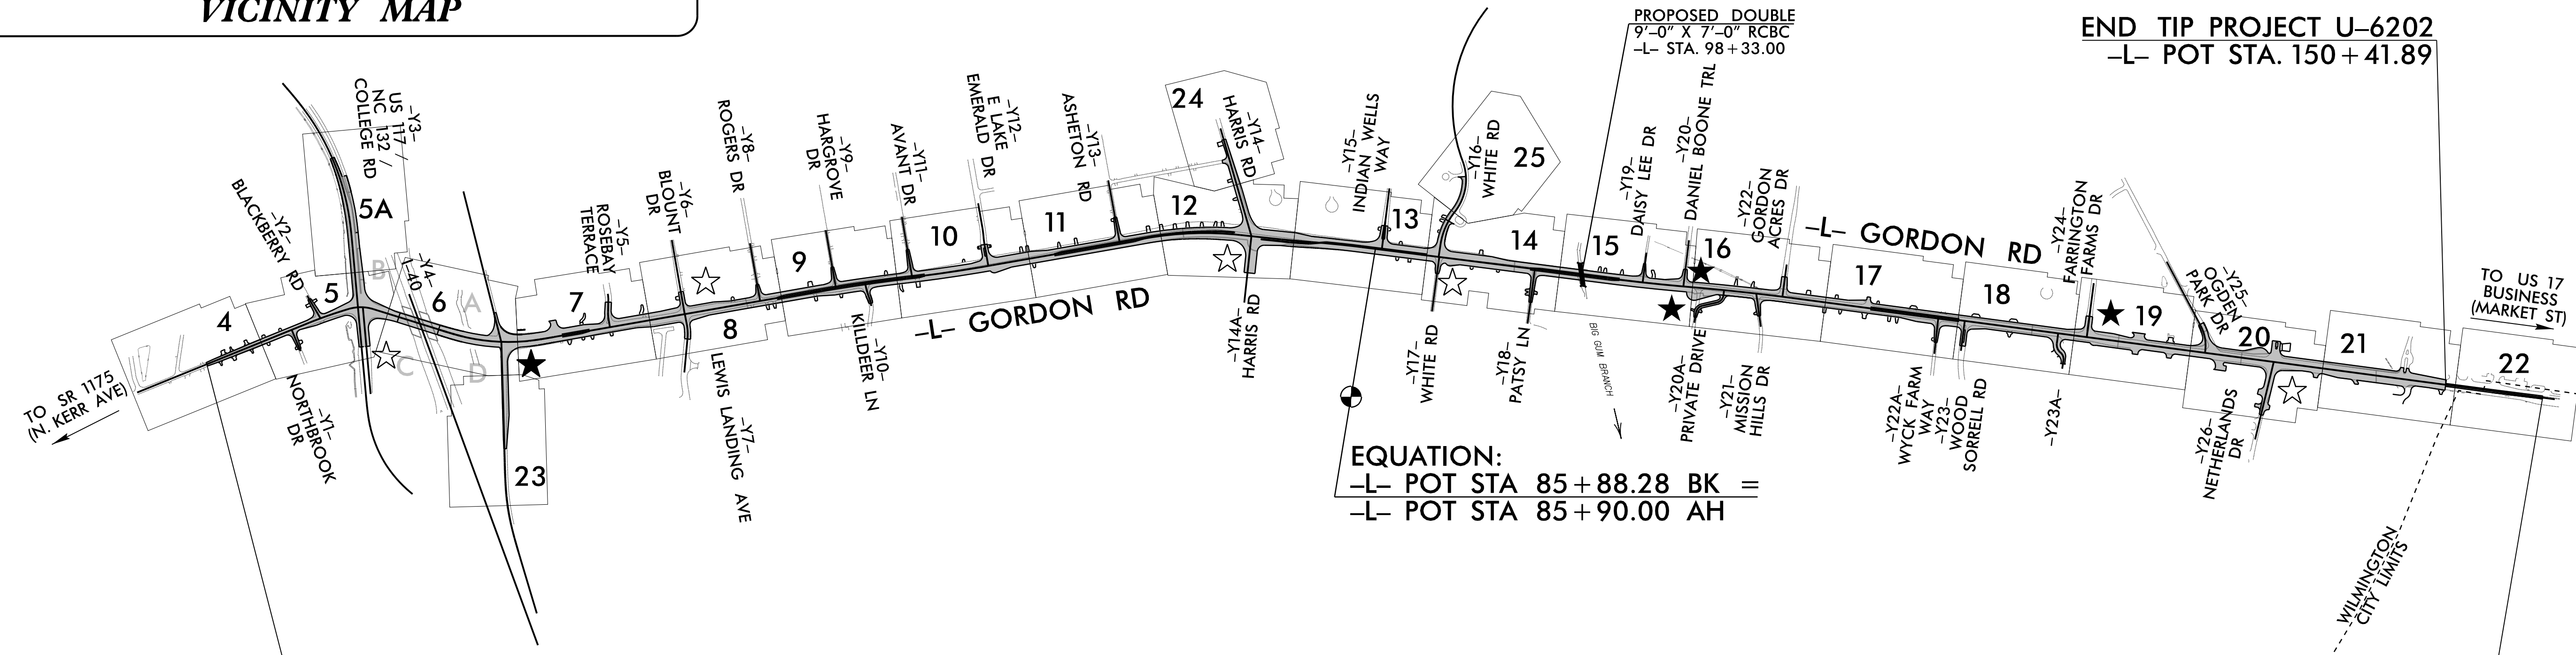 VICINITY MAP
PROPOSED DOUBLE
9'–0" X 7'–0" RCBC
–L– STA. 98+33.00
END TIP PROJECT U–6202
–L– POT STA. 150+41.89
–Y3–
US 117 /
NC 132 /
COLLEGE RD
–Y2–
BLACKBERRY RD
5A
B
–Y4–
I–40
A
4
5
6
C
D
TO SR 1175
(N. KERR AVE)
–Y1–
NORTHBROOK
DR
23
–Y5–
ROSEBAY
TERRACE
7
–Y6–
BLOUNT
DR
–Y8–
ROGERS DR
8
–Y7–
LEWIS LANDING AVE
9
–Y9–
HARGROVE
DR
–Y10–
KILLDEER LN
–Y11–
AVANT DR
10
–Y12–
E LAKE
EMERALD DR
–L– GORDON RD
11
–Y13–
ASHETON RD
12
24
–Y14–
HARRIS RD
–Y14A–
HARRIS RD
–Y15–
INDIAN WELLS
WAY
13
–Y16–
WHITE RD
25
–Y17–
WHITE RD
14
–Y18–
PATSY LN
15
BIG GUM BRANCH
–Y19–
DAISY LEE DR
–Y20–
DANIEL BOONE TRL
16
–Y20A–
PRIVATE DRIVE
–Y21–
MISSION
HILLS DR
–Y22–
GORDON
ACRES DR
–L– GORDON RD
17
–Y22A–
WYCK FARM
WAY
–Y23–
WOOD
SORRELL RD
18
–Y23A–
–Y24–
FARRINGTON
FARMS DR
19
–Y25–
OGDEN
PARK DR
20
–Y26–
NETHERLANDS
DR
21
22
TO US 17
BUSINESS
(MARKET ST)
WILMINGTON
CITY LIMITS
EQUATION:
–L– POT STA 85+88.28 BK =
–L– POT STA 85+90.00 AH